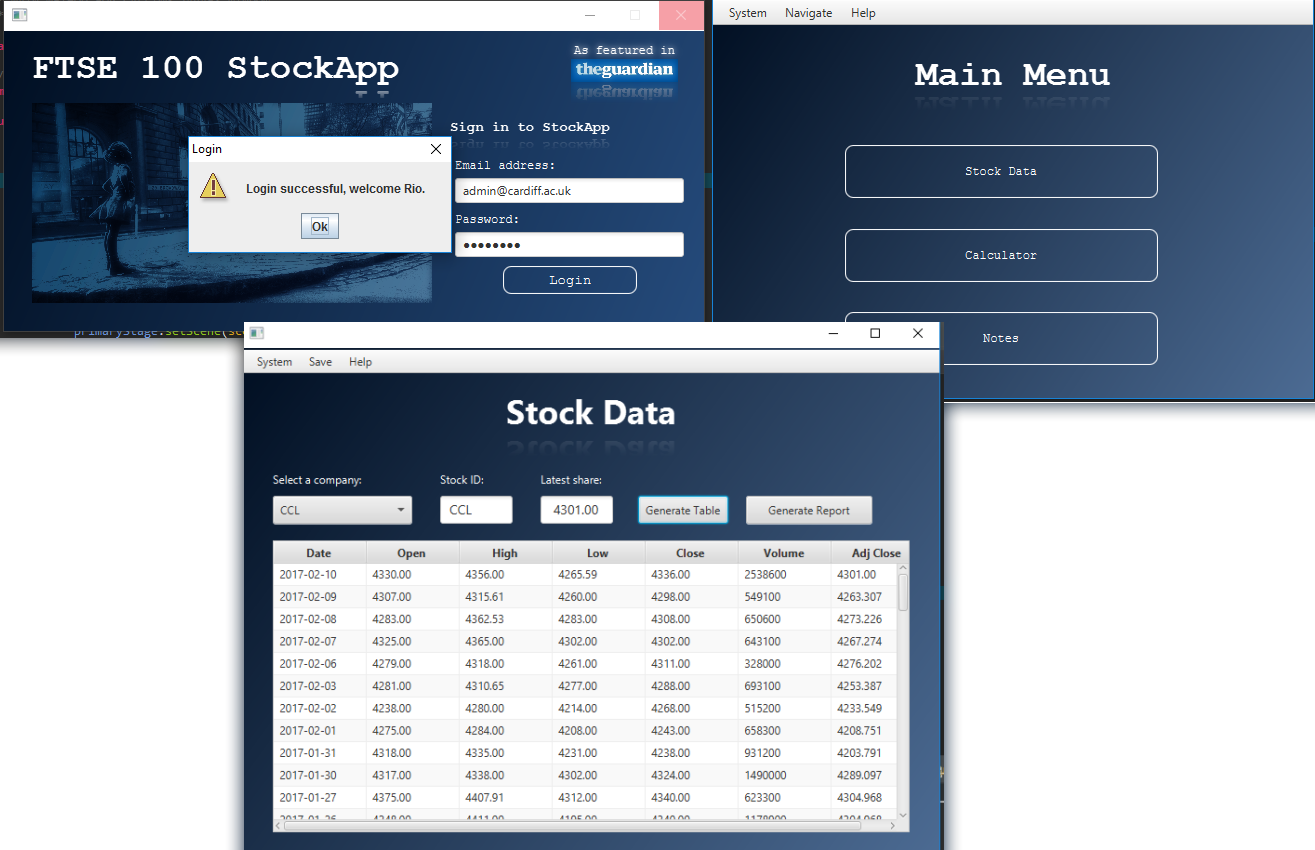 FTSE 100 StockApp
As featured in
theguardian
Sign in to StockApp
Email address:
admin@cardiff.ac.uk
Password:
Login
Login
Login successful, welcome Rio.
Ok
System Navigate Help
Main Menu
Stock Data
Calculator
Notes
System Save Help
Stock Data
Select a company: Stock ID: Latest share:
CCL CCL 4301.00 Generate Table Generate Report
Date Open High Low Close Volume Adj Close
2017-02-10 4330.00 4356.00 4265.59 4336.00 2538600 4301.00
2017-02-09 4307.00 4315.61 4260.00 4298.00 549100 4263.307
2017-02-08 4283.00 4362.53 4283.00 4308.00 650600 4273.226
2017-02-07 4325.00 4365.00 4302.00 4302.00 643100 4267.274
2017-02-06 4279.00 4318.00 4261.00 4311.00 328000 4276.202
2017-02-03 4281.00 4310.65 4277.00 4288.00 693100 4253.387
2017-02-02 4238.00 4280.00 4214.00 4268.00 515200 4233.549
2017-02-01 4275.00 4284.00 4208.00 4243.00 658300 4208.751
2017-01-31 4318.00 4335.00 4231.00 4238.00 931200 4203.791
2017-01-30 4317.00 4338.00 4302.00 4324.00 1490000 4289.097
2017-01-27 4375.00 4407.91 4312.00 4340.00 623300 4304.968